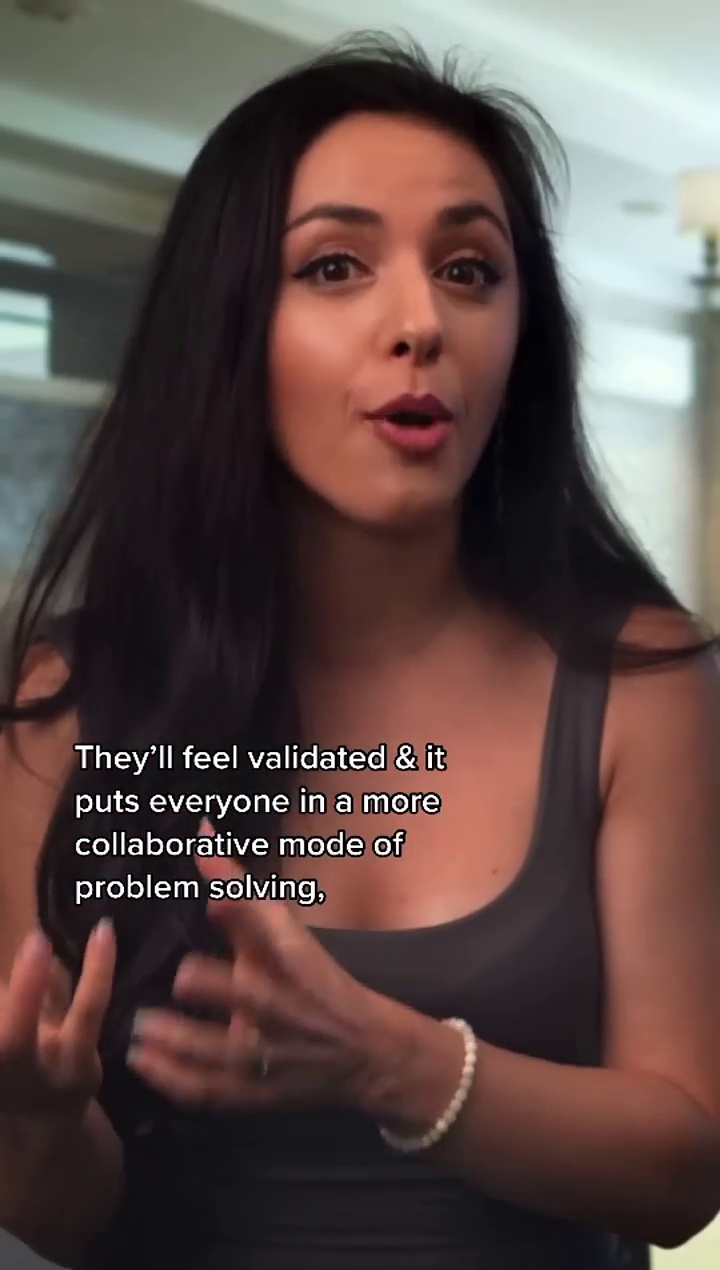 They’ll feel validated & it
puts everyone in a more
collaborative mode of
problem solving,